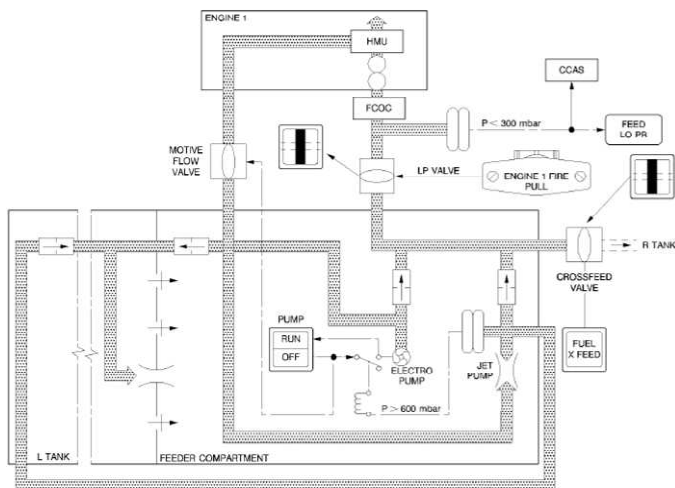 ENGINE 1
HMU
FCOC
CCAS
P < 300 mbar
FEED
LO PR
MOTIVE
FLOW
VALVE
LP VALVE
ENGINE 1 FIRE
PULL
R TANK
CROSSFEED
VALVE
PUMP
RUN
OFF
ELECTRO
PUMP
JET
PUMP
FUEL
X FEED
P > 600 mbar
L TANK
FEEDER COMPARTMENT